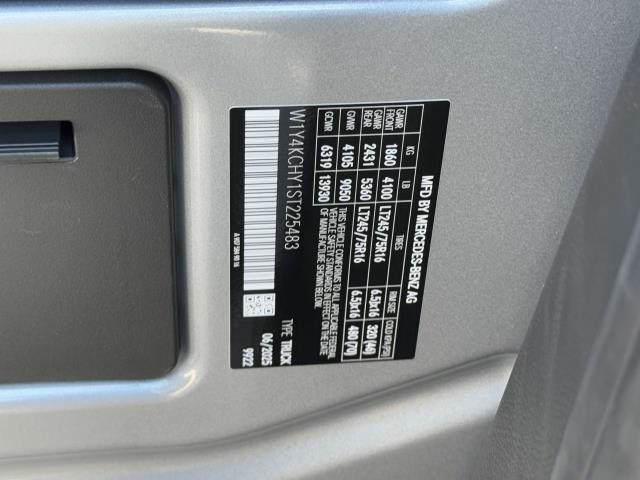 MFD BY MERCEDES-BENZ AG
KG LB TIRES RIM SIZE COLD KPA/PSI
GAWR FRONT 1860 4100 LT245/75R16 6.5Jx16 320 (46)
GAWR REAR 2431 5360 LT245/75R16 6.5Jx16 480 (70)
GVWR 4105 9050
THIS VEHICLE CONFORMS TO ALL APPLICABLE FEDERAL
MOTOR VEHICLE SAFETY STANDARDS IN EFFECT ON THE DATE
OF MANUFACTURE SHOWN BELOW.
GCWR 6319 13930
TYPE TRUCK
W1Y4KCHY1ST225483
06/2025
9922